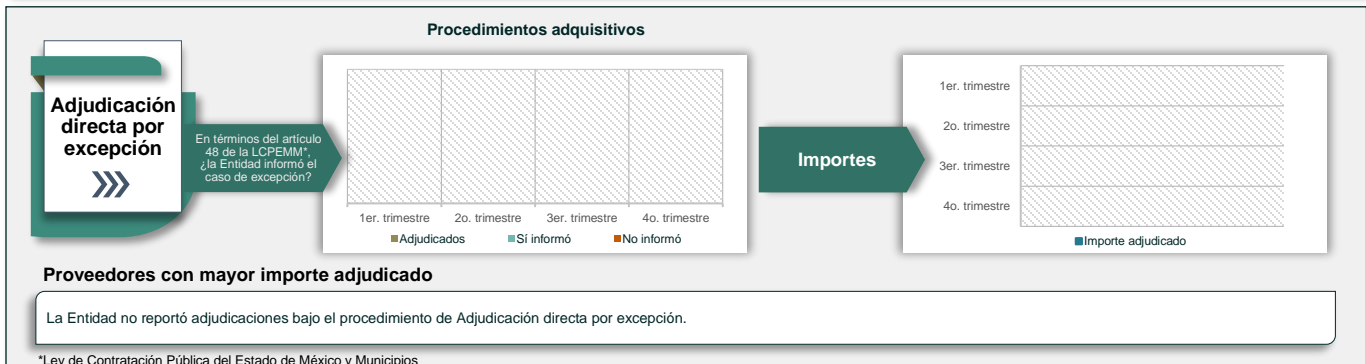 Procedimientos adquisitivos
Adjudicación
directa por
excepción
En términos del artículo
48 de la LCPEMM*,
¿la Entidad informó el
caso de excepción?
1er. trimestre 2o. trimestre 3er. trimestre 4o. trimestre
Adjudicados Sí informó No informó
Importes
1er. trimestre
2o. trimestre
3er. trimestre
4o. trimestre
Importe adjudicado
Proveedores con mayor importe adjudicado
La Entidad no reportó adjudicaciones bajo el procedimiento de Adjudicación directa por excepción.
*Ley de Contratación Pública del Estado de México y Municipios